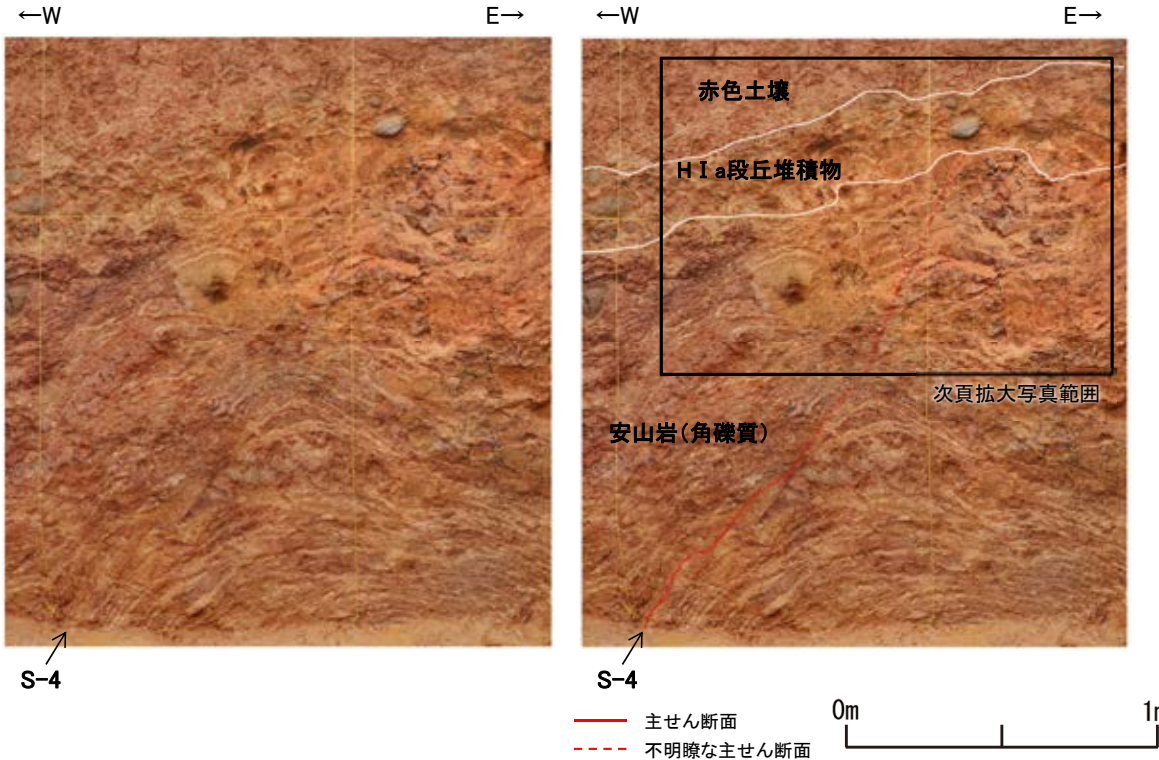 ←W
E→
←W
E→
赤色土壌
HⅠa段丘堆積物
次頁拡大写真範囲
安山岩(角礫質)
S-4
S-4
主せん断面
不明瞭な主せん断面
0m